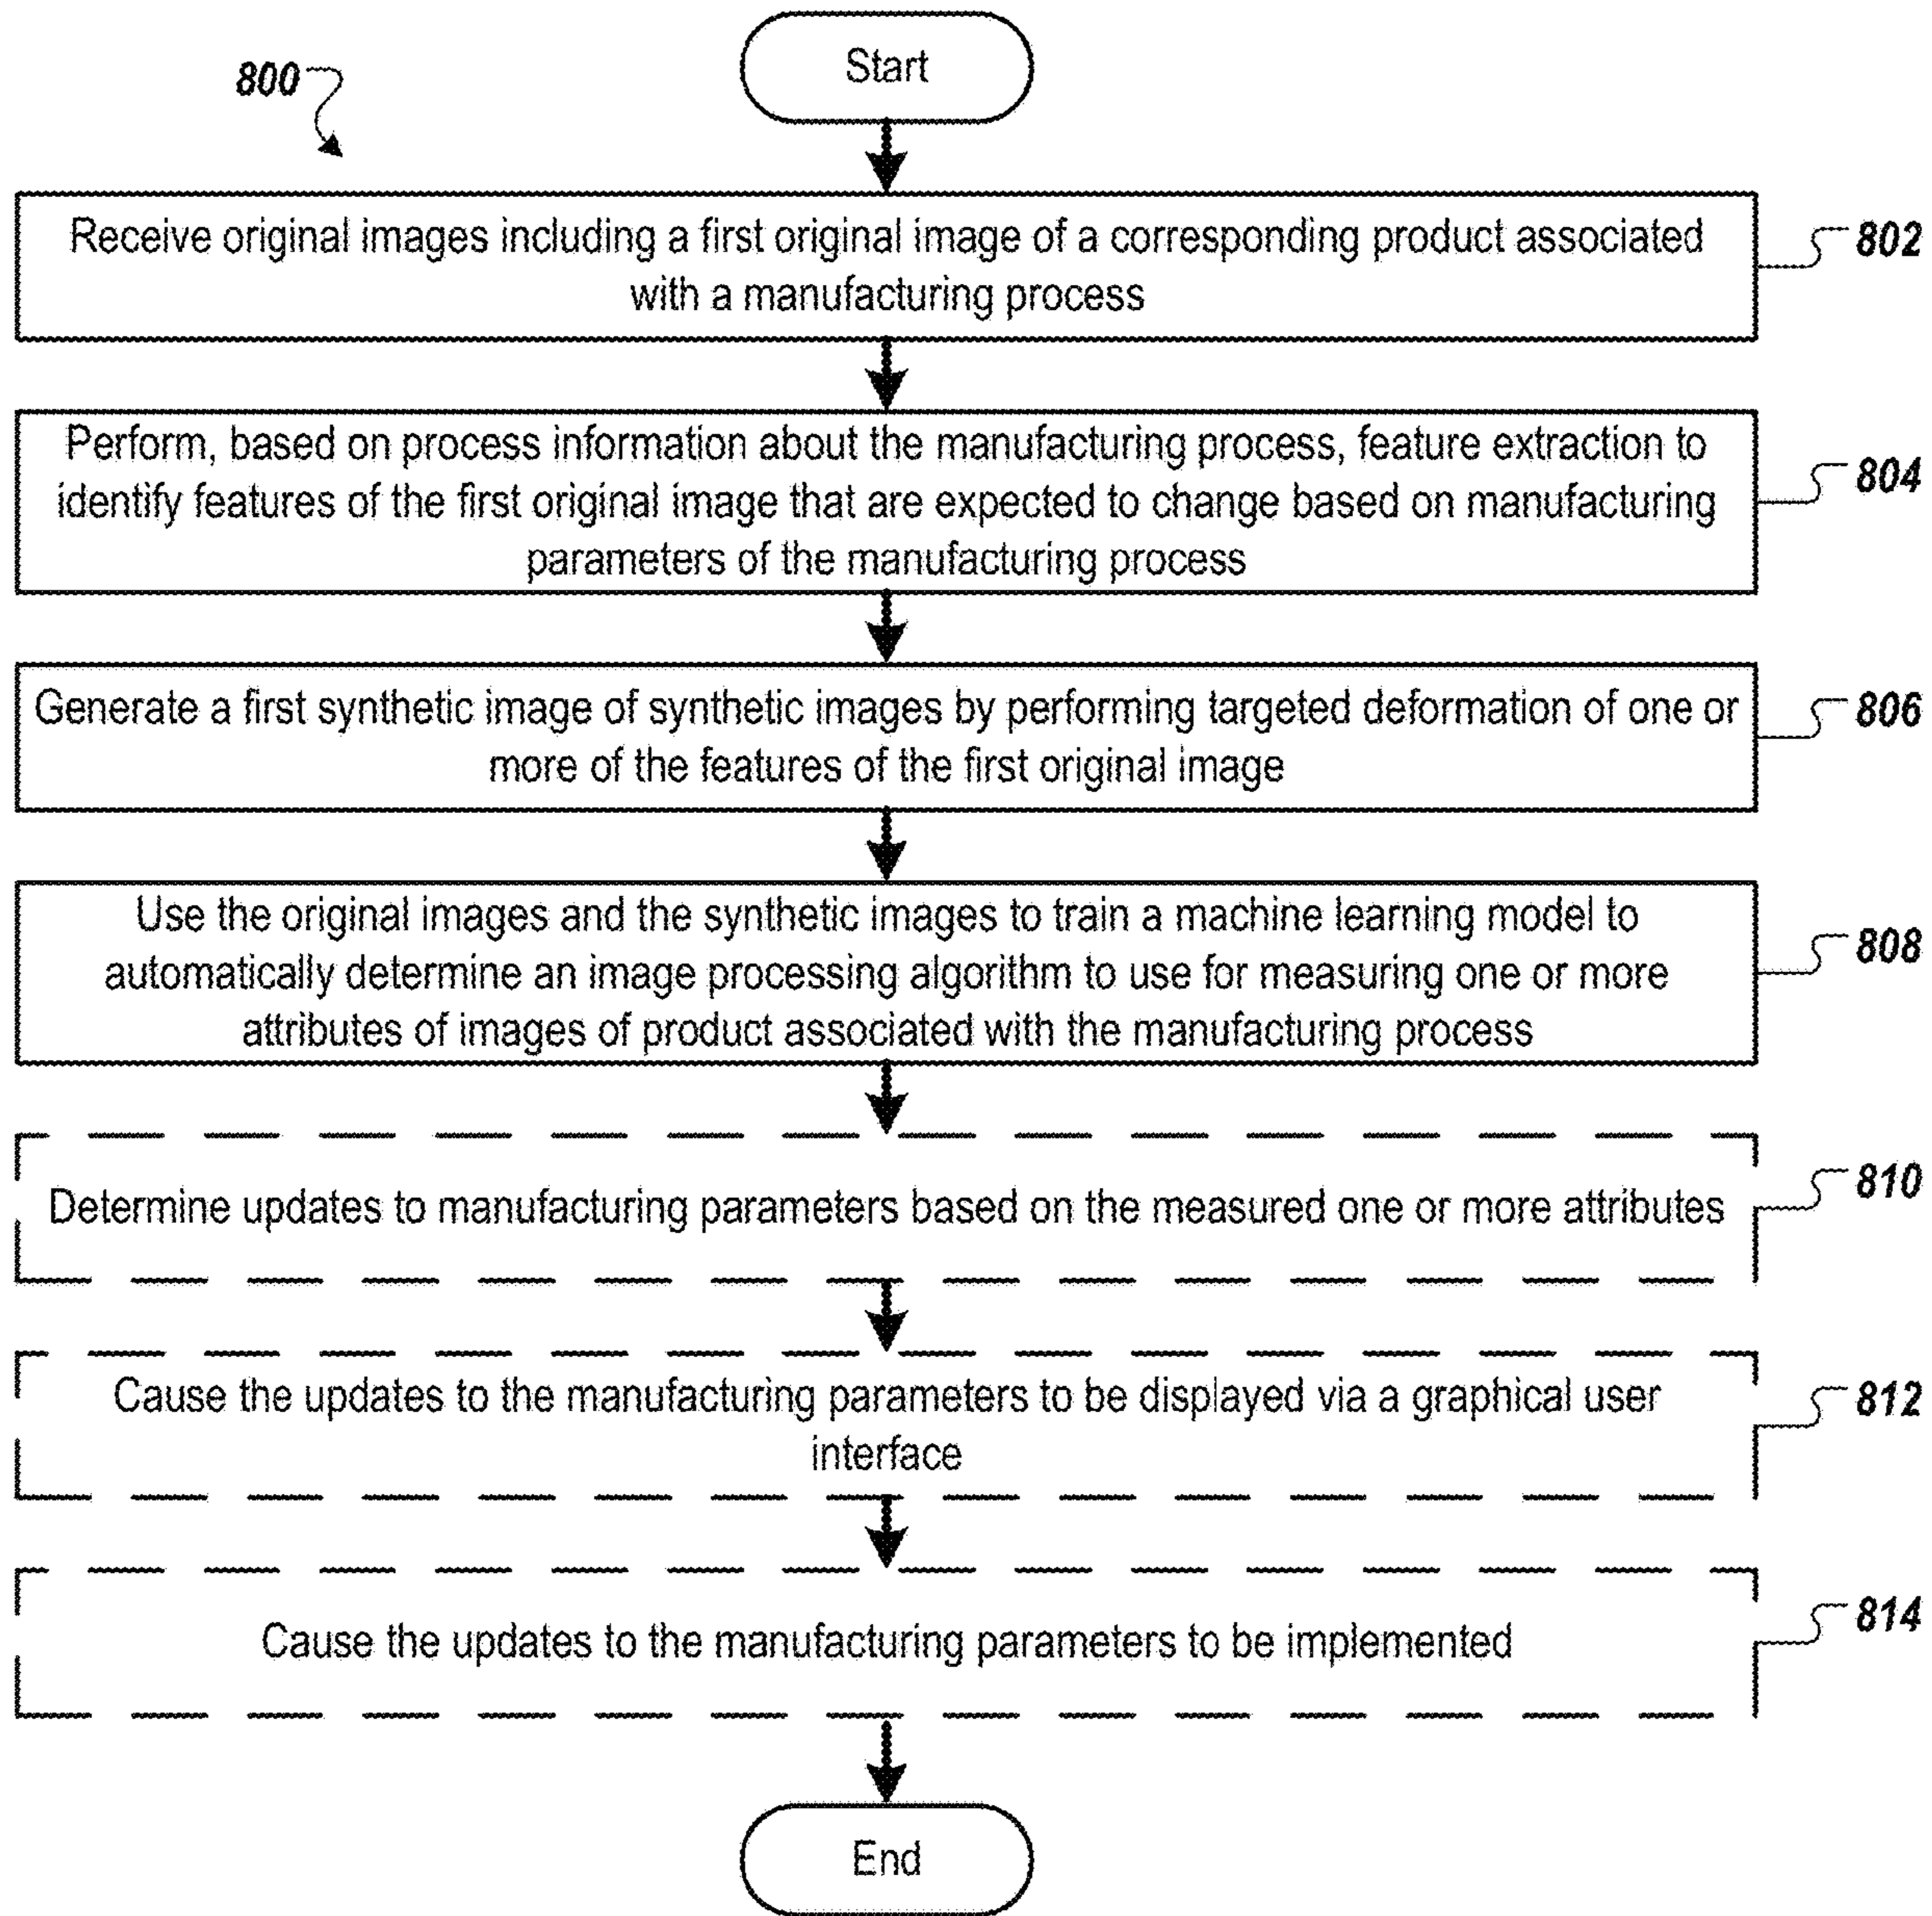 Start
800
Receive original images including a first original image of a corresponding product associated
with a manufacturing process
802
Perform, based on process information about the manufacturing process, feature extraction to
identify features of the first original image that are expected to change based on manufacturing
parameters of the manufacturing process
804
Generate a first synthetic image of synthetic images by performing targeted deformation of one or
more of the features of the first original image
806
Use the original images and the synthetic images to train a machine learning model to
automatically determine an image processing algorithm to use for measuring one or more
attributes of images of product associated with the manufacturing process
808
Determine updates to manufacturing parameters based on the measured one or more attributes
810
Cause the updates to the manufacturing parameters to be displayed via a graphical user
interface
812
Cause the updates to the manufacturing parameters to be implemented
814
End